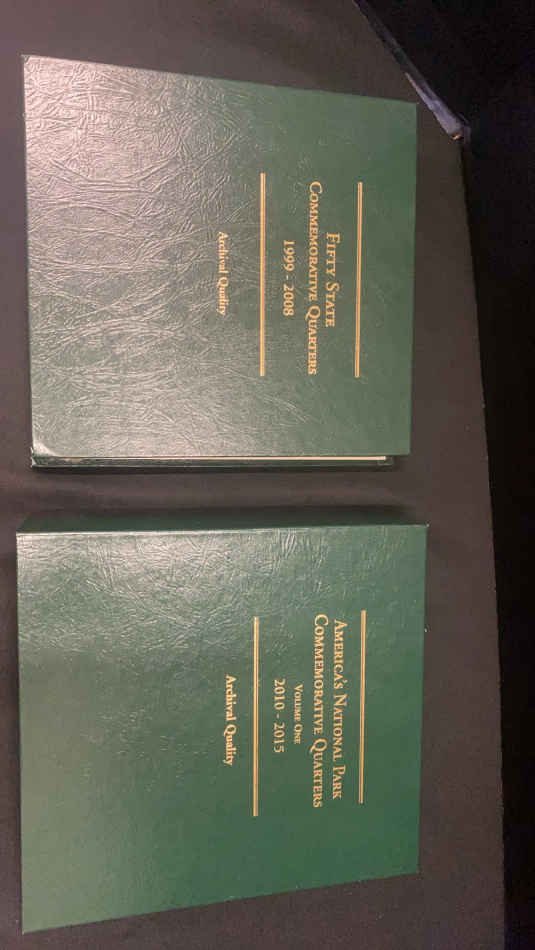 FIFTY STATE
COMMEMORATIVE QUARTERS
1999 - 2008
Archival Quality
AMERICA'S NATIONAL PARK
COMMEMORATIVE QUARTERS
VOLUME ONE
2010 - 2015
Archival Quality